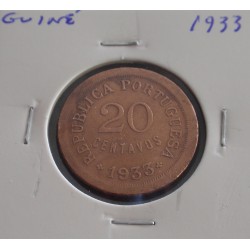 GUINÉ 1933
REPUBLICA PORTUGUESA
20
CENTAVOS
1933